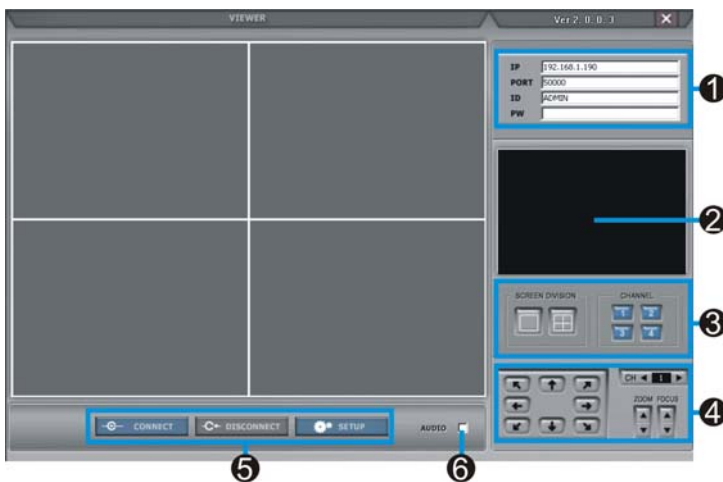 VIEWER
Ver 2. 0. 0. 3
IP 192.168.1.190
PORT 50000
ID ADMIN
PW
1
2
SCREEN DIVISION CHANNEL
1 2
3 4
3
CH 1
ZOOM FOCUS
4
CONNECT DISCONNECT SETUP AUDIO
5 6